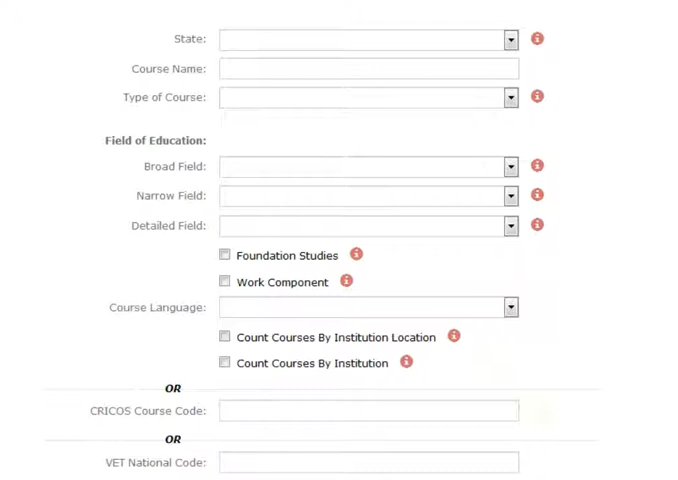 State:
Course Name:
Type of Course:
Field of Education:
Broad Field:
Narrow Field:
Detailed Field:
Foundation Studies
Work Component
Course Language:
Count Courses By Institution Location
Count Courses By Institution
OR
CRICOS Course Code:
OR
VET National Code: